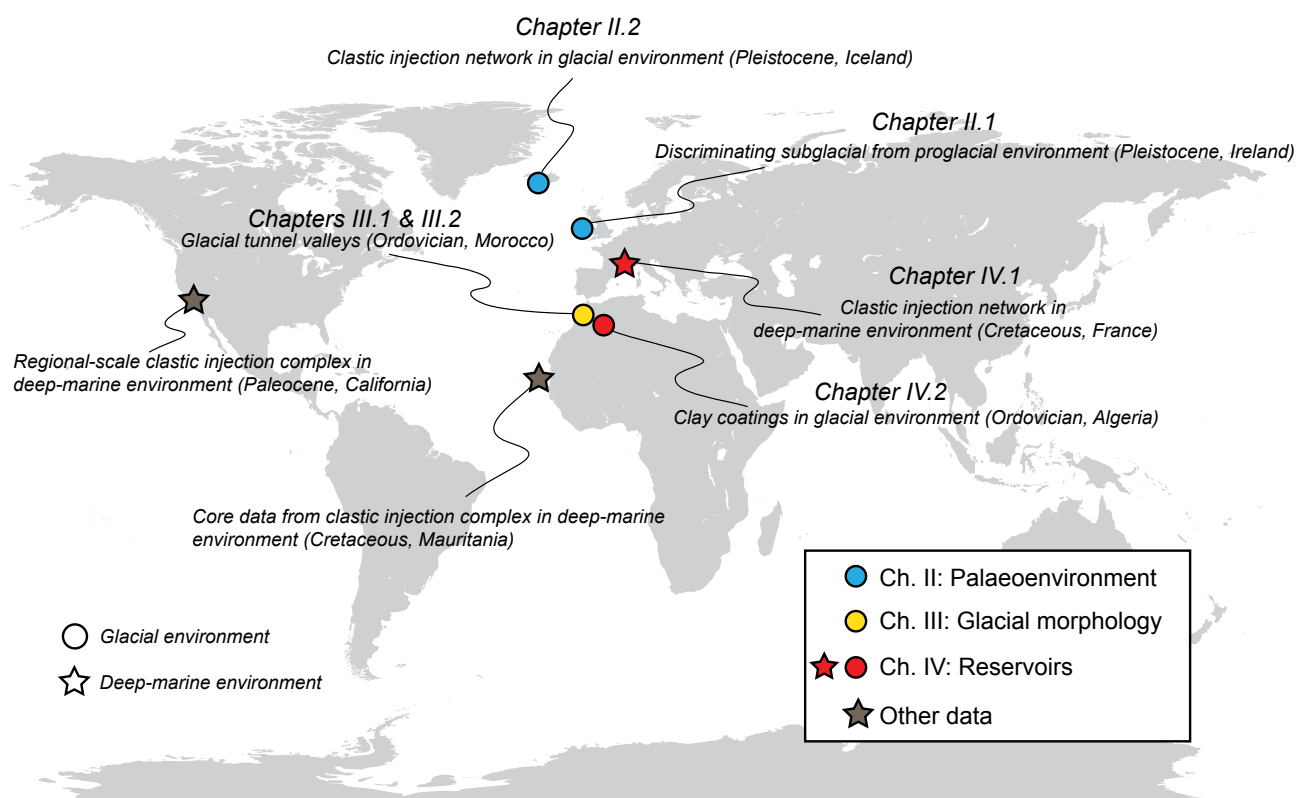 Chapter II.2
Clastic injection network in glacial environment (Pleistocene, Iceland)
Chapter II.1
Discriminating subglacial from proglacial environment (Pleistocene, Ireland)
Chapters III.1 & III.2
Glacial tunnel valleys (Ordovician, Morocco)
Chapter IV.1
Clastic injection network in
deep-marine environment (Cretaceous, France)
Regional-scale clastic injection complex in
deep-marine environment (Paleocene, California)
Chapter IV.2
Clay coatings in glacial environment (Ordovician, Algeria)
Core data from clastic injection complex in deep-marine
environment (Cretaceous, Mauritania)
Glacial environment
Deep-marine environment
Ch. II: Palaeoenvironment
Ch. III: Glacial morphology
Ch. IV: Reservoirs
Other data